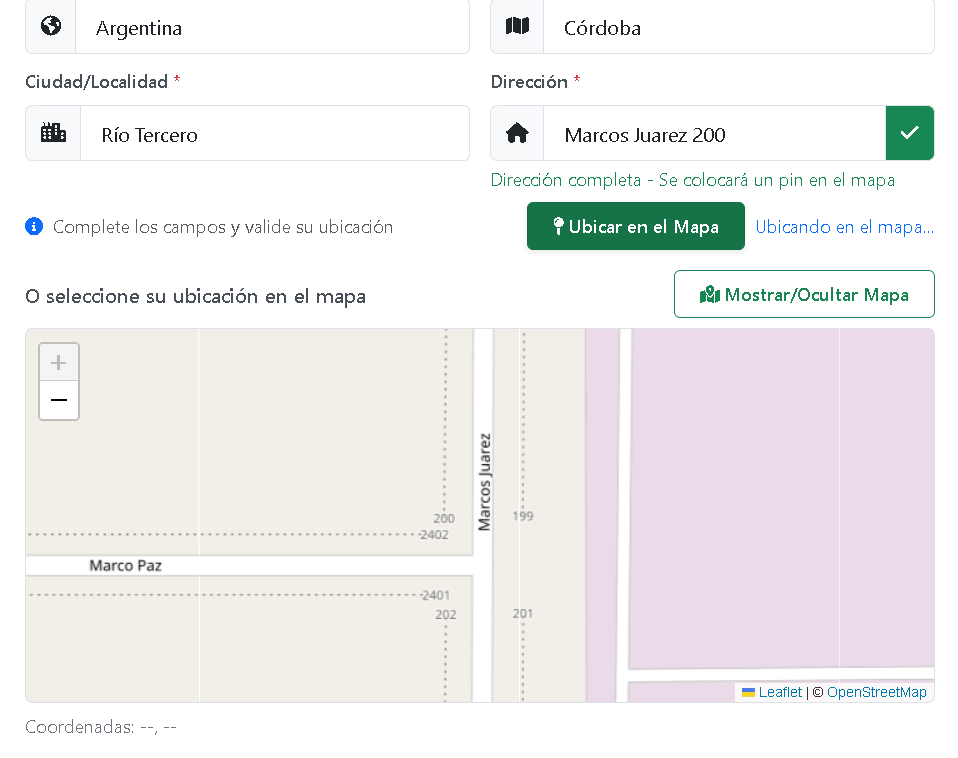 Argentina
Córdoba
Ciudad/Localidad *
Dirección *
Río Tercero
Marcos Juarez 200
Dirección completa - Se colocará un pin en el mapa
Complete los campos y valide su ubicación
Ubicar en el Mapa
Ubicando en el mapa...
O seleccione su ubicación en el mapa
Mostrar/Ocultar Mapa
+
−
Marcos Juarez
200
199
2402
Marco Paz
2401
202
201
Leaflet | © OpenStreetMap
Coordenadas: --, --